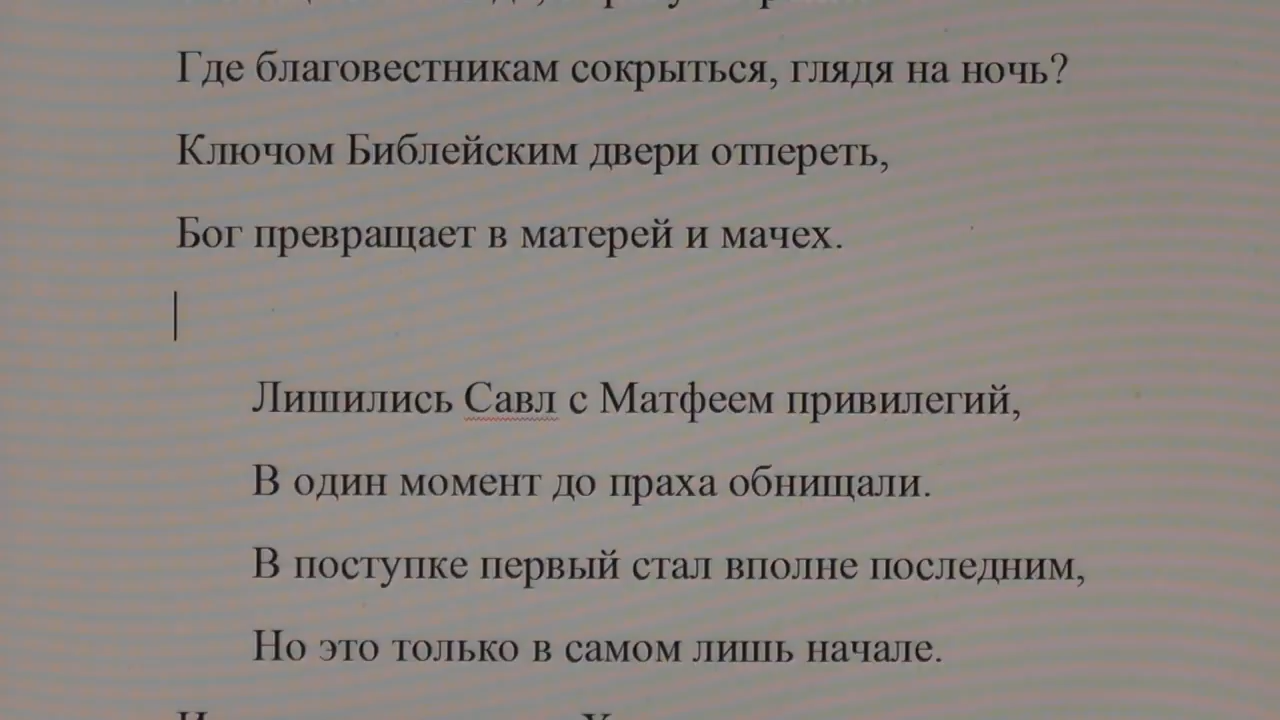 Где благовестникам сокрыться, глядя на ночь?
Ключом Библейским двери отпереть,
Бог превращает в матерей и мачех.
Лишились Савл с Матфеем привилегий,
В один момент до праха обнищали.
В поступке первый стал вполне последним,
Но это только в самом лишь начале.